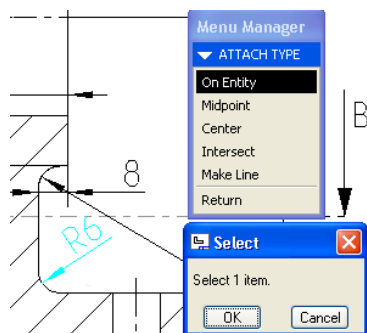 Menu Manager
ATTACH TYPE
On Entity
Midpoint
Center
Intersect
Make Line
Return
B
8
R6
Select
Select 1 item.
OK
Cancel